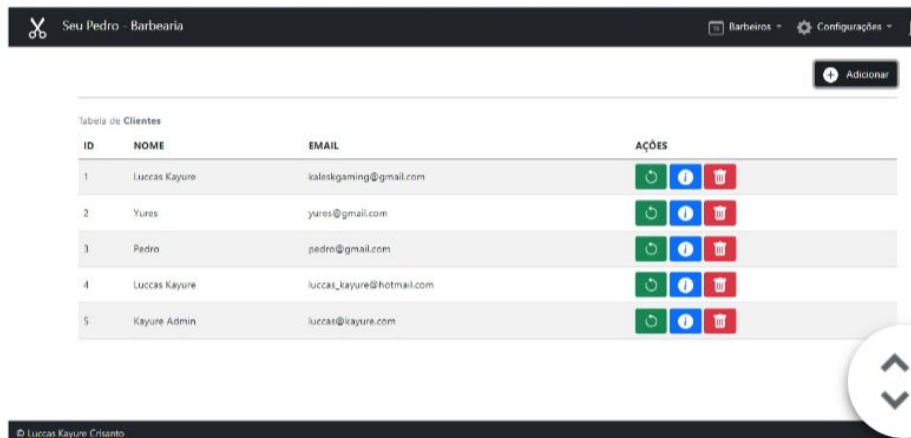 Seu Pedro - Barbearia Barbeiros Configurações
Adicionar
Tabela de Clientes
ID NOME EMAIL AÇÕES
1 Luccas Kayure kaleskgaming@gmail.com
2 Yures yures@gmail.com
3 Pedro pedro@gmail.com
4 Luccas Kayure luccas_kayure@hotmail.com
5 Kayure Admin luccas@kayure.com
© Luccas Kayure Crisanto